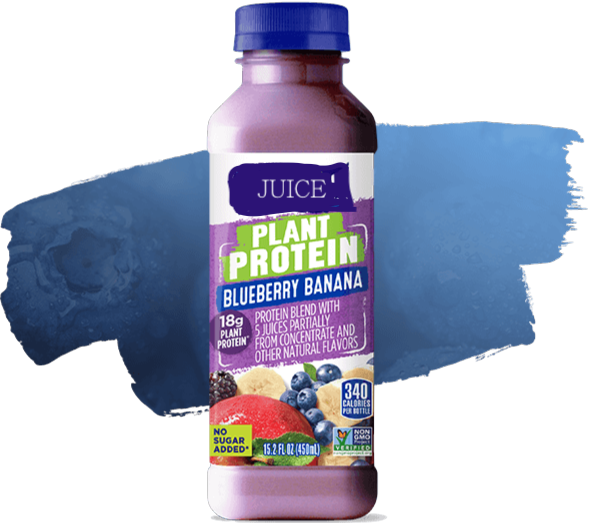 JUICE
PLANT
PROTEIN
BLUEBERRY BANANA
18g
PLANT
PROTEIN*
PROTEIN BLEND WITH
5 JUICES PARTIALLY
FROM CONCENTRATE AND
OTHER NATURAL FLAVORS
340
CALORIES
PER BOTTLE
NO
SUGAR
ADDED*
15.2 FL OZ (450mL)
NON
GMO
Project
VERIFIED